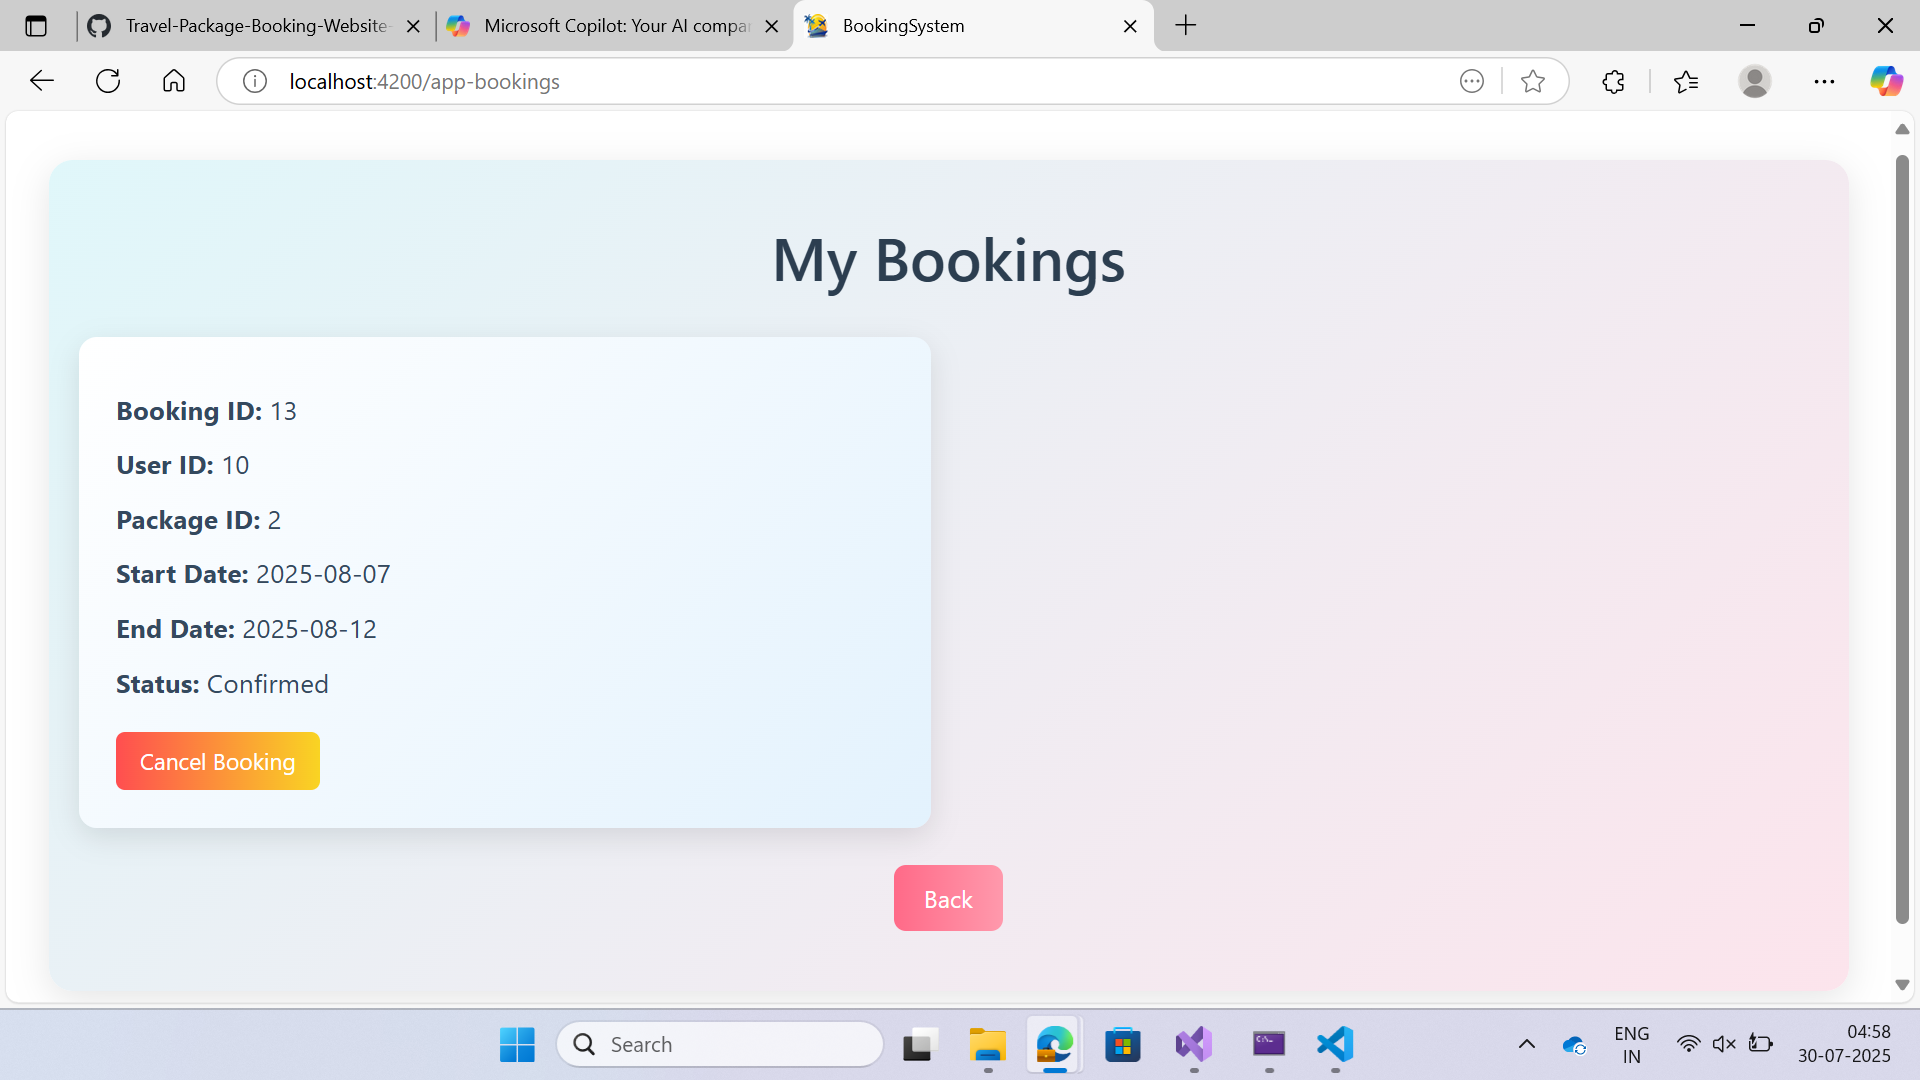 Travel-Package-Booking-Website-
Microsoft Copilot: Your AI compa
BookingSystem
localhost:4200/app-bookings
My Bookings
Booking ID: 13
User ID: 10
Package ID: 2
Start Date: 2025-08-07
End Date: 2025-08-12
Status: Confirmed
Cancel Booking
Back
Search
ENG
IN
04:58
30-07-2025